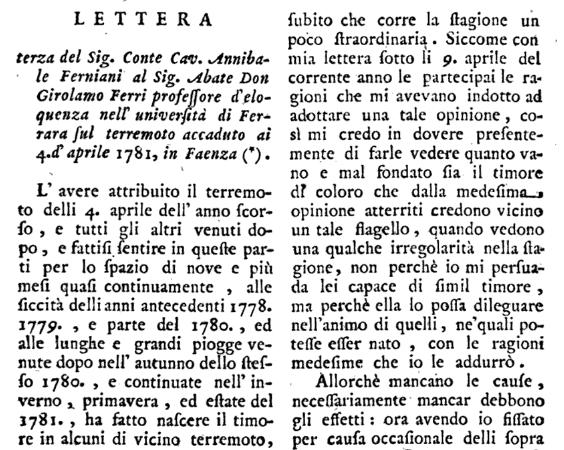 LETTERA
terza del Sig. Conte Cav. Anniba-
le Ferniani al Sig. Abate Don
Girolamo Ferri profeſſore d'elo-
quenza nell' univerſità di Fer-
rara ſul terremoto accaduto ai
4.d' aprile 1781, in Faenza (*).
L' avere attribuito il terremo-
to delli 4. aprile dell' anno ſcor-
ſo, e tutti gli altri venuti do-
po, e fattiſi ſentire in queſte par-
ti per lo ſpazio di nove e più
meſi quaſi continuamente, alle
ſiccità delli anni antecedenti 1778.
1779., e parte del 1780., ed
alle lunghe e grandi piogge ve-
nute dopo nell' autunno dello ſteſ-
ſo 1780., e continuate nell' in-
verno, primavera, ed eſtate del
1781., ha fatto naſcere il timo-
re in alcuni di vicino terremoto,
ſubito che corre la ſtagione un
poco ſtraordinaria. Siccome con
mia lettera ſotto li 9. aprile del
corrente anno le partecipai le ra-
gioni che mi avevano indotto ad
adottare una tale opinione, co-
sì mi credo in dovere preſente-
mente di farle vedere quanto va-
no e mal fondato ſia il timore
di coloro che dalla medeſima
opinione atterriti credono vicino
un tale flagello, quando vedono
una qualche irregolarità nella ſta-
gione, non perchè io mi perſua-
da lei capace di ſimil timore,
ma perchè ella lo poſſa dileguare
nell'animo di quelli, ne'quali po-
teſſe eſſer nato, con le ragioni
medeſime che io le addurrò.
Allorchè mancano le cauſe,
neceſſariamente mancar debbono
gli effetti: ora avendo io fiſſato
per cauſa occaſionale delli ſopra